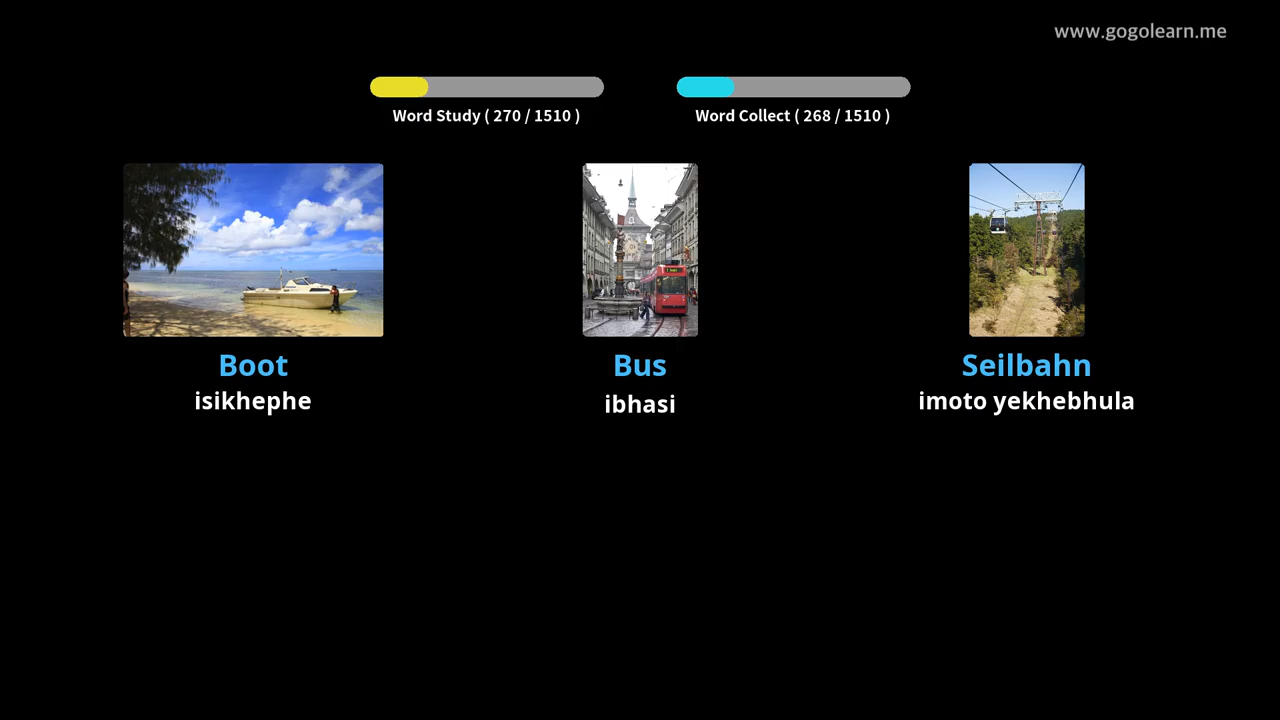 www.gogolearn.me
Word Study ( 270 / 1510 )
Word Collect ( 268 / 1510 )
Boot
isikhephe
Bus
ibhasi
Seilbahn
imoto yekhebhula